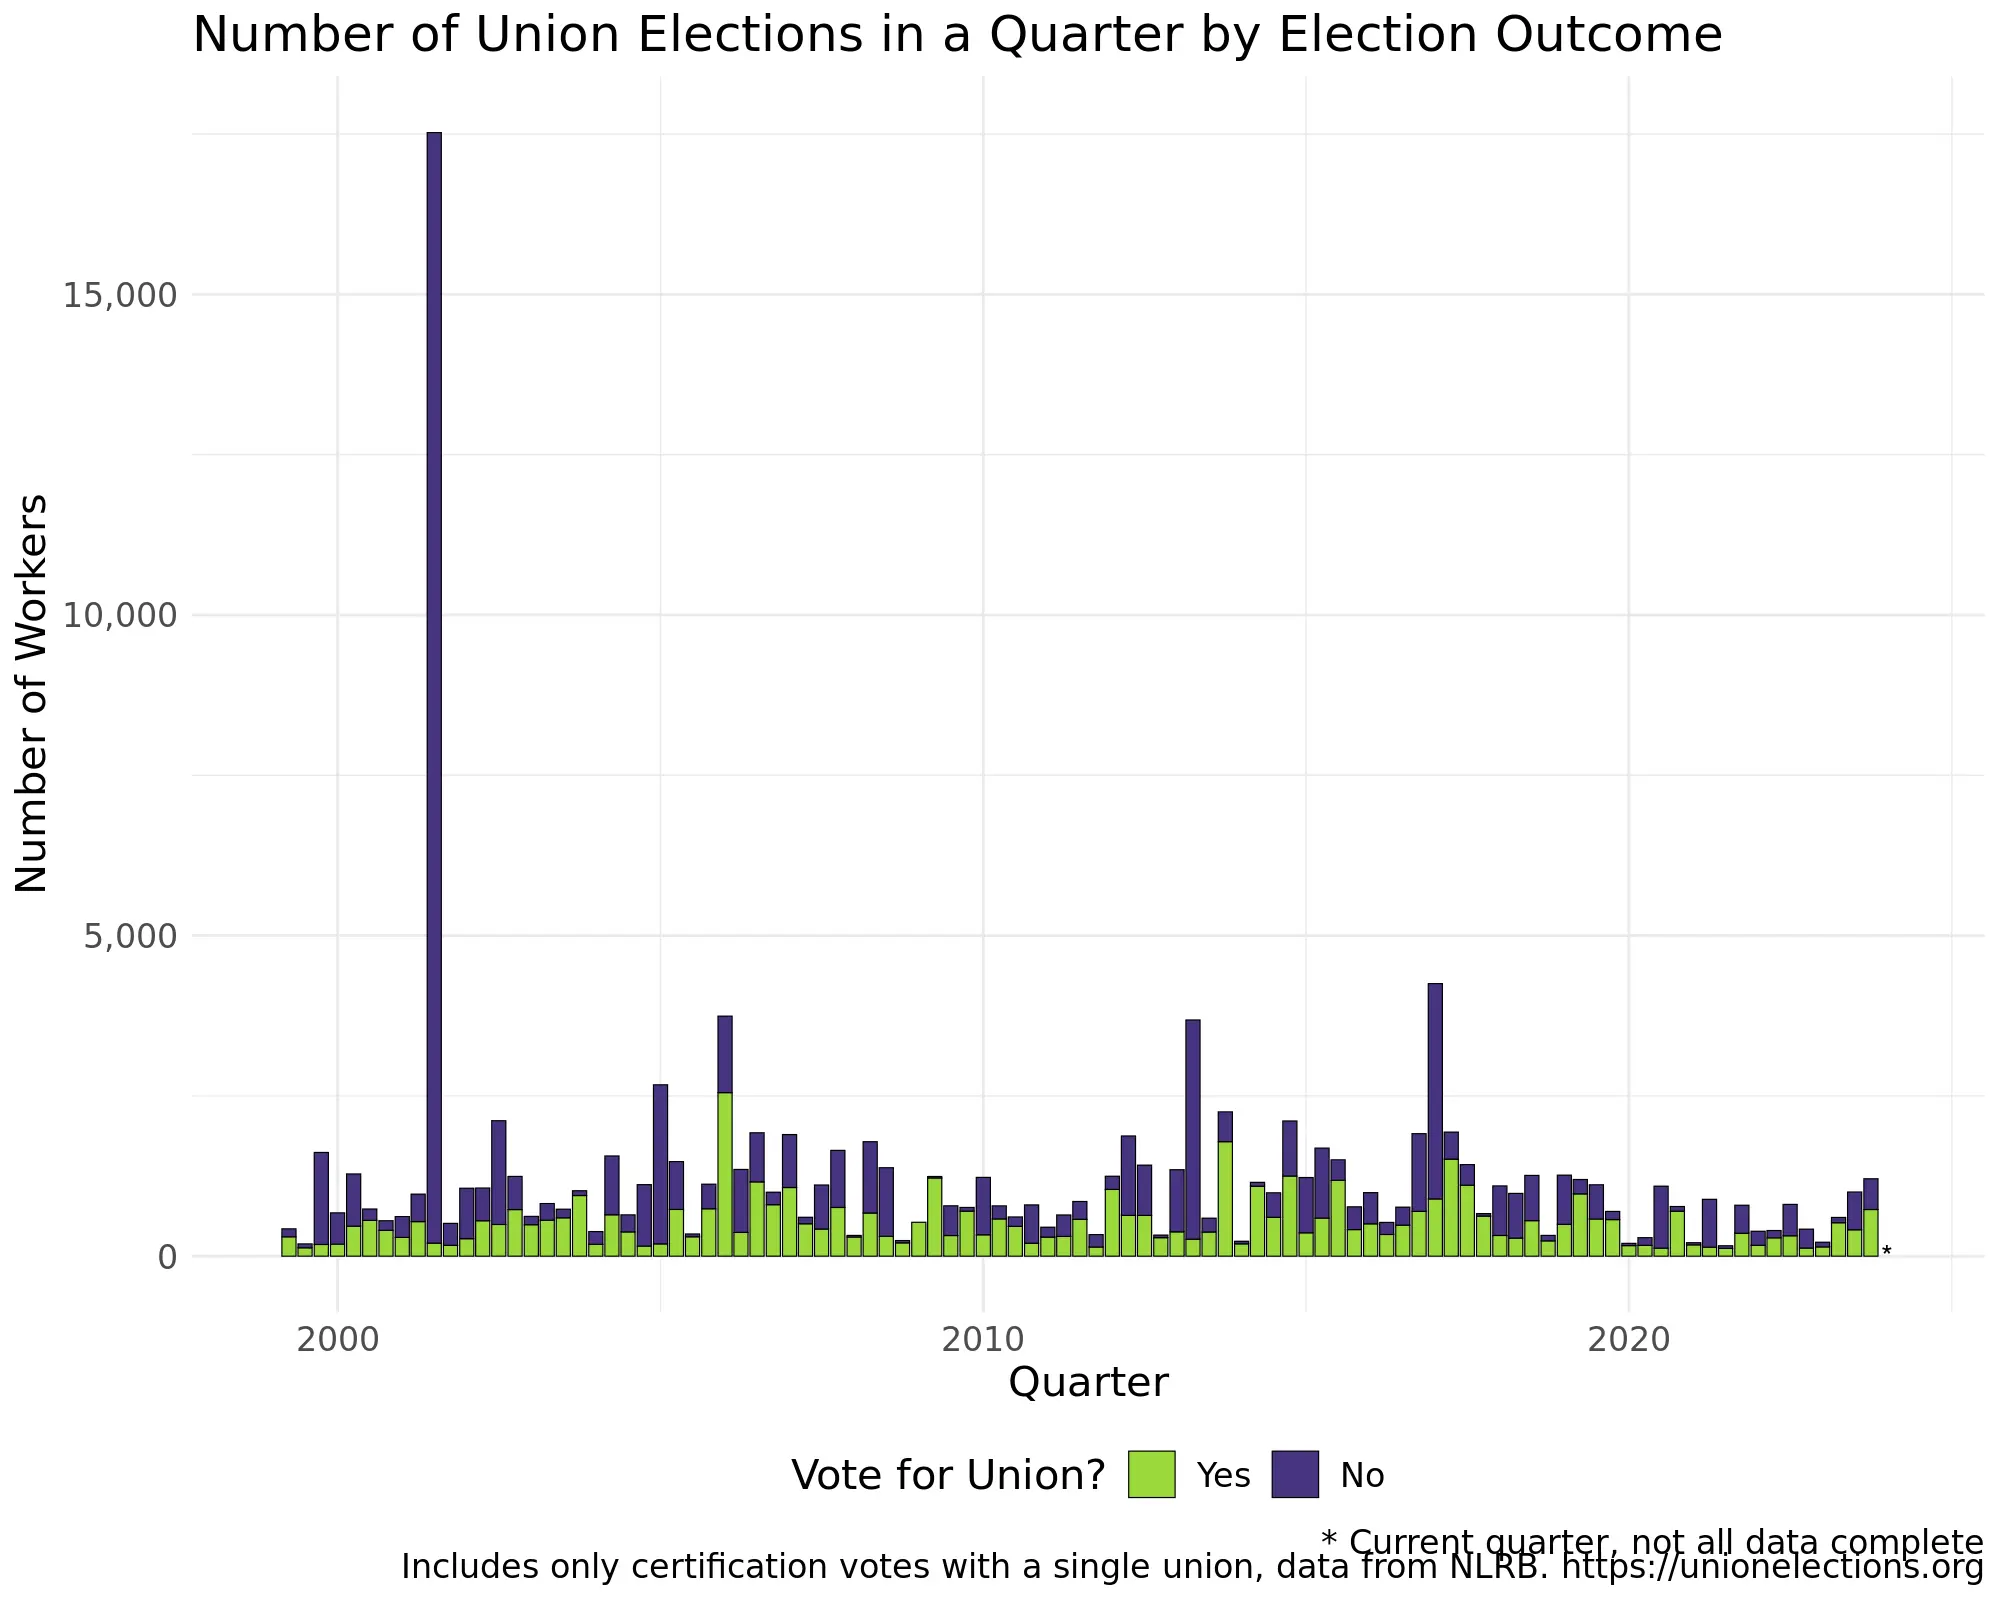 Number of Union Elections in a Quarter by Election Outcome
Number of Workers
15,000
10,000
5,000
0
*
2000
2010
2020
Quarter
Vote for Union?
Yes
No
* Current quarter, not all data complete
Includes only certification votes with a single union, data from NLRB. https://unionelections.org